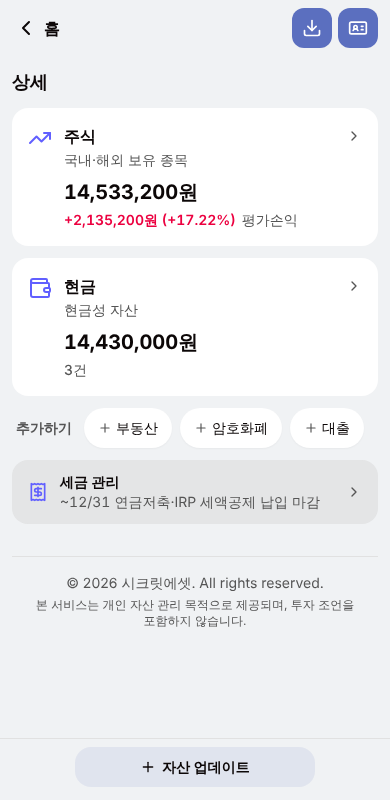 홈
상세
주식
국내·해외 보유 종목
14,533,200원
+2,135,200원 (+17.22%) 평가손익
현금
현금성 자산
14,430,000원
3건
추가하기 + 부동산 + 암호화폐 + 대출
세금 관리
~12/31 연금저축·IRP 세액공제 납입 마감
© 2026 시크릿에셋. All rights reserved.
본 서비스는 개인 자산 관리 목적으로 제공되며, 투자 조언을
포함하지 않습니다.
+ 자산 업데이트